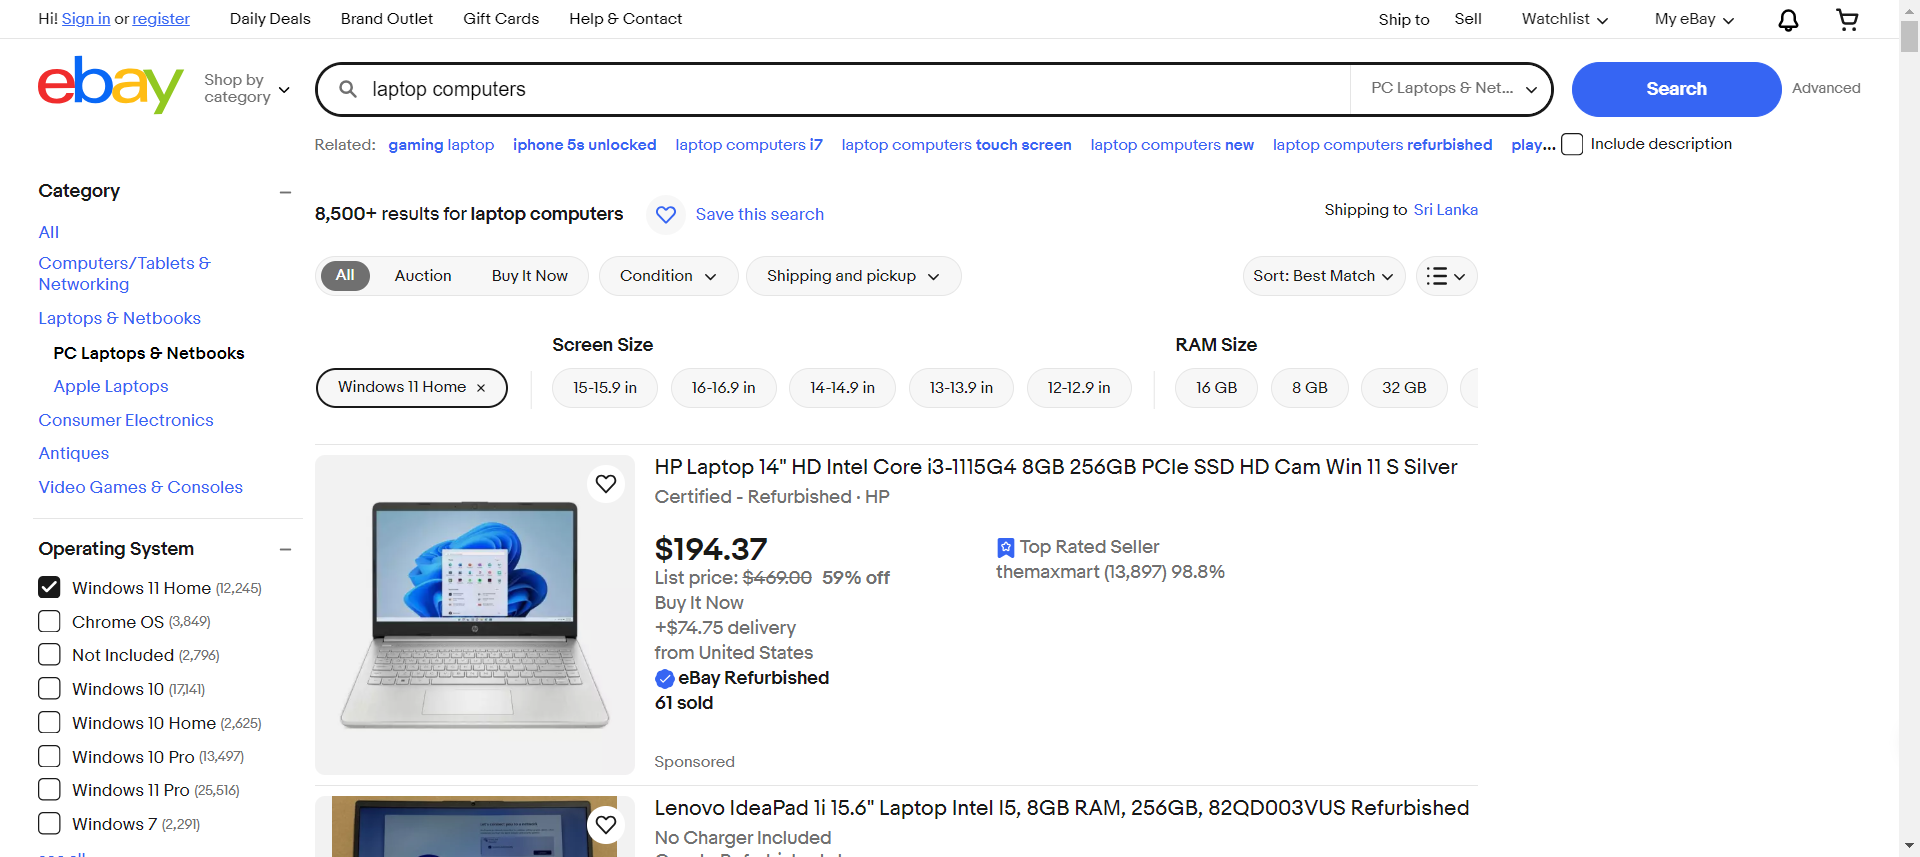 Hi! Sign in or register Daily Deals Brand Outlet Gift Cards Help & Contact Ship to Sell Watchlist My eBay
ebay
Shop by category
laptop computers
PC Laptops & Net...
Search
Advanced
Related: gaming laptop iphone 5s unlocked laptop computers i7 laptop computers touch screen laptop computers new laptop computers refurbished play...
Include description
Category
All
Computers/Tablets &
Networking
Laptops & Netbooks
PC Laptops & Netbooks
Apple Laptops
Consumer Electronics
Antiques
Video Games & Consoles
Operating System
Windows 11 Home (12,245)
Chrome OS (3,849)
Not Included (2,796)
Windows 10 (17,141)
Windows 10 Home (2,625)
Windows 10 Pro (13,497)
Windows 11 Pro (25,516)
Windows 7 (2,291)
8,500+ results for laptop computers
Save this search
Shipping to Sri Lanka
All Auction Buy It Now Condition Shipping and pickup
Sort: Best Match
Windows 11 Home ×
Screen Size
15-15.9 in 16-16.9 in 14-14.9 in 13-13.9 in 12-12.9 in
RAM Size
16 GB 8 GB 32 GB
HP Laptop 14" HD Intel Core i3-1115G4 8GB 256GB PCIe SSD HD Cam Win 11 S Silver
Certified - Refurbished · HP
$194.37
List price: $469.00 59% off
Buy It Now
+$74.75 delivery
from United States
eBay Refurbished
61 sold
Top Rated Seller
themaxmart (13,897) 98.8%
Sponsored
Lenovo IdeaPad 1i 15.6" Laptop Intel I5, 8GB RAM, 256GB, 82QD003VUS Refurbished
No Charger Included